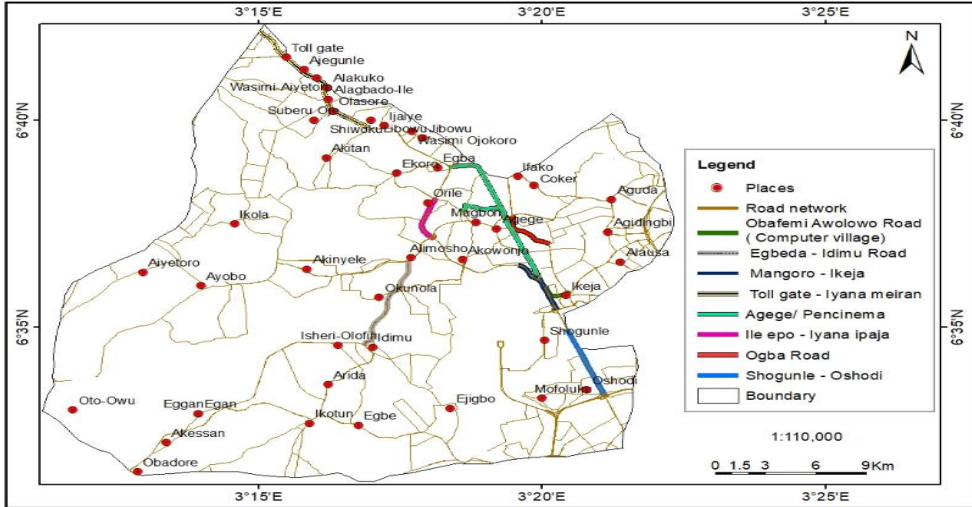 3°15'E 3°20'E 3°25'E
N
Toll gate
Ajegunle
Alakuko
Wasimi-Aiyetoro
Alagbado-Ile
Olasore
6°40'N
Suberu Oje
Ijaiye
6°40'N
Shiwoku
Jibowu
Jibowu
Wasimi Ojokoro
Akitan
Ekoro
Egba
Ifako
Coker
Orile
Aguda
Ikola
Magbon
Agege
Agidingbi
Alimosho
Akowonjo
Alausa
Aiyetoro
Akinyele
Ayobo
Okunola
Ikeja
6°35'N
Isheri-Olofin
Idimu
Shogunle
6°35'N
Arida
Oshodi
Mofoluku
Oto-Owu
Eggan
Egan
Ikotun
Egbe
Ejigbo
Akessan
Obadore
Legend
Places
Road network
Obafemi Awolowo Road
( Computer village)
Egbeda - Idimu Road
Mangoro - Ikeja
Toll gate - Iyana meiran
Agege/ Pencinema
Ile epo - Iyana ipaja
Ogba Road
Shogunle - Oshodi
Boundary
1:110,000
0 1.5 3 6 9 Km
3°15'E 3°20'E 3°25'E